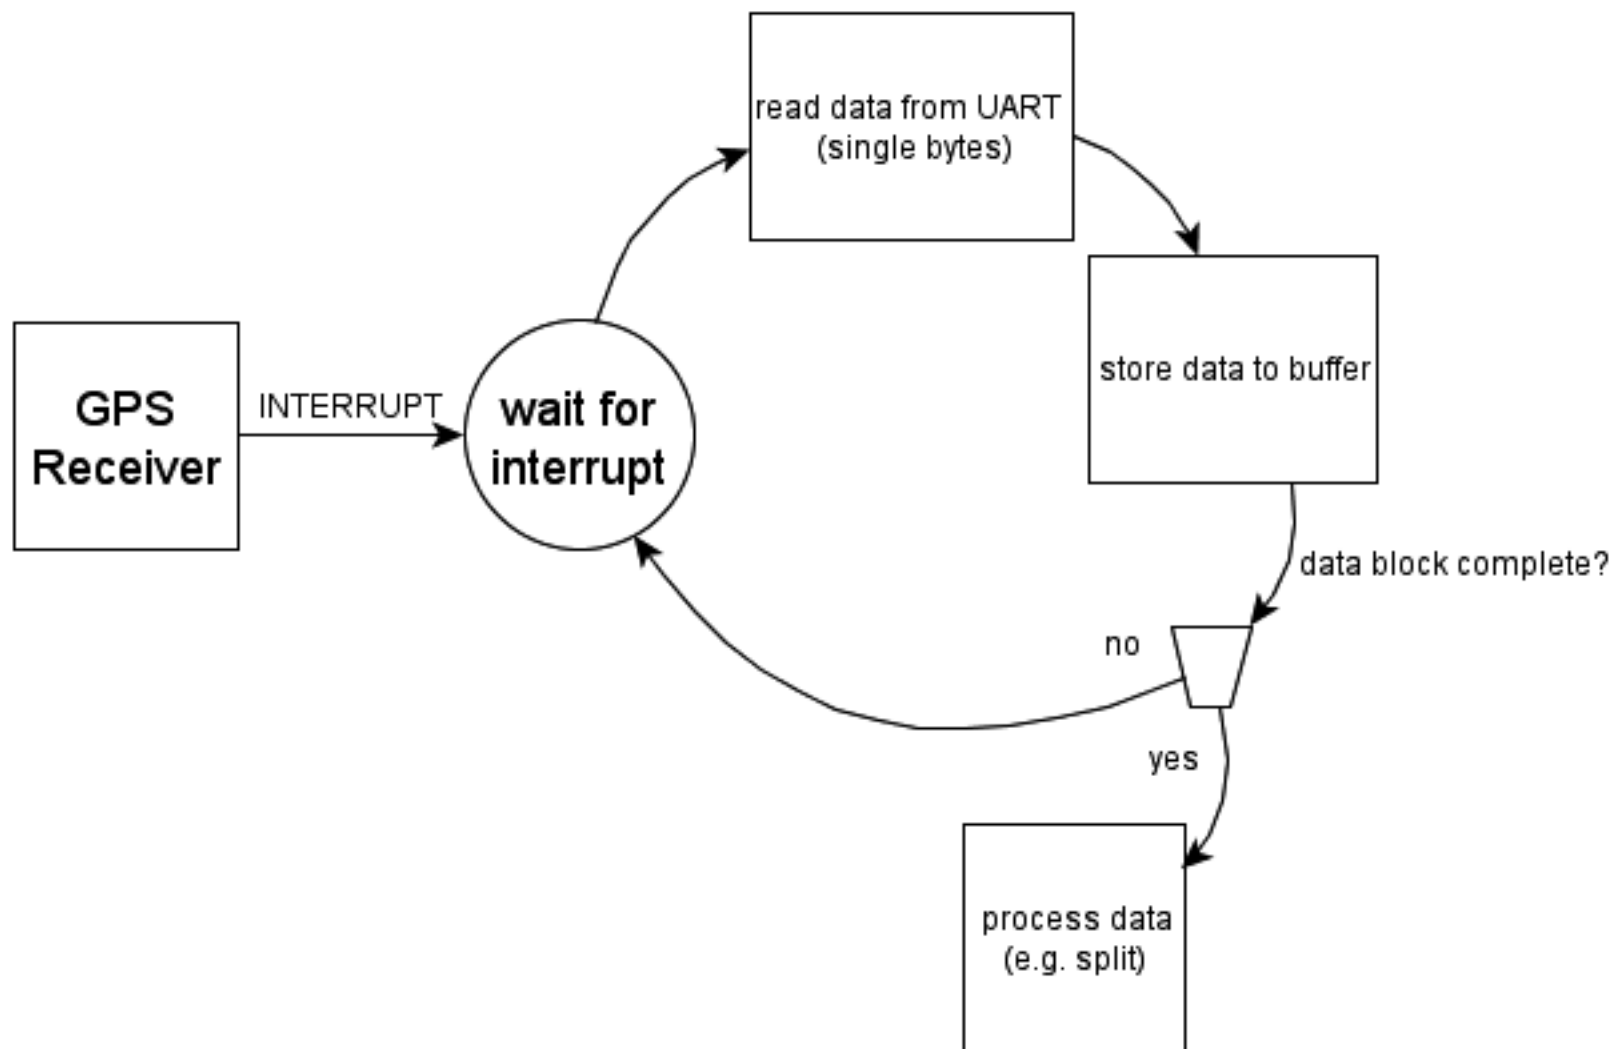 read data from UART
(single bytes)
store data to buffer
GPS
Receiver
INTERRUPT
wait for
interrupt
data block complete?
no
yes
process data
(e.g. split)